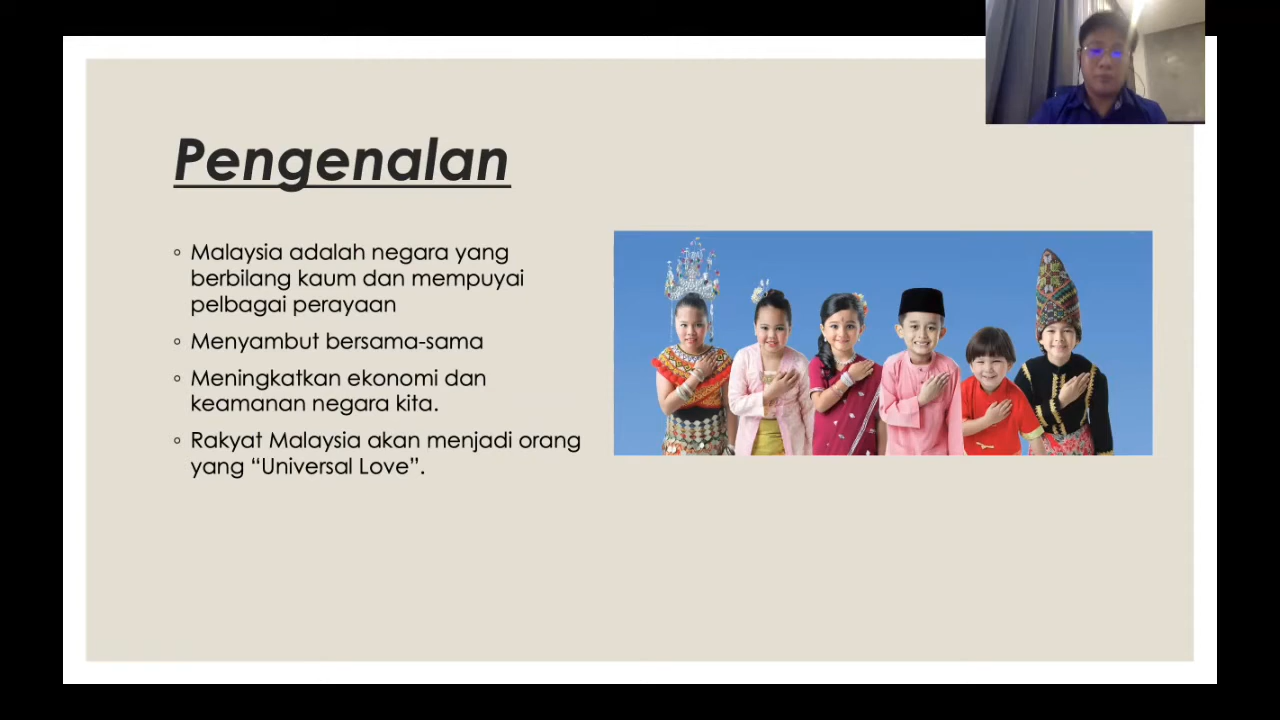 Pengenalan
Malaysia adalah negara yang
berbilang kaum dan mempuyai
pelbagai perayaan
Menyambut bersama-sama
Meningkatkan ekonomi dan
keamanan negara kita.
Rakyat Malaysia akan menjadi orang
yang “Universal Love”.